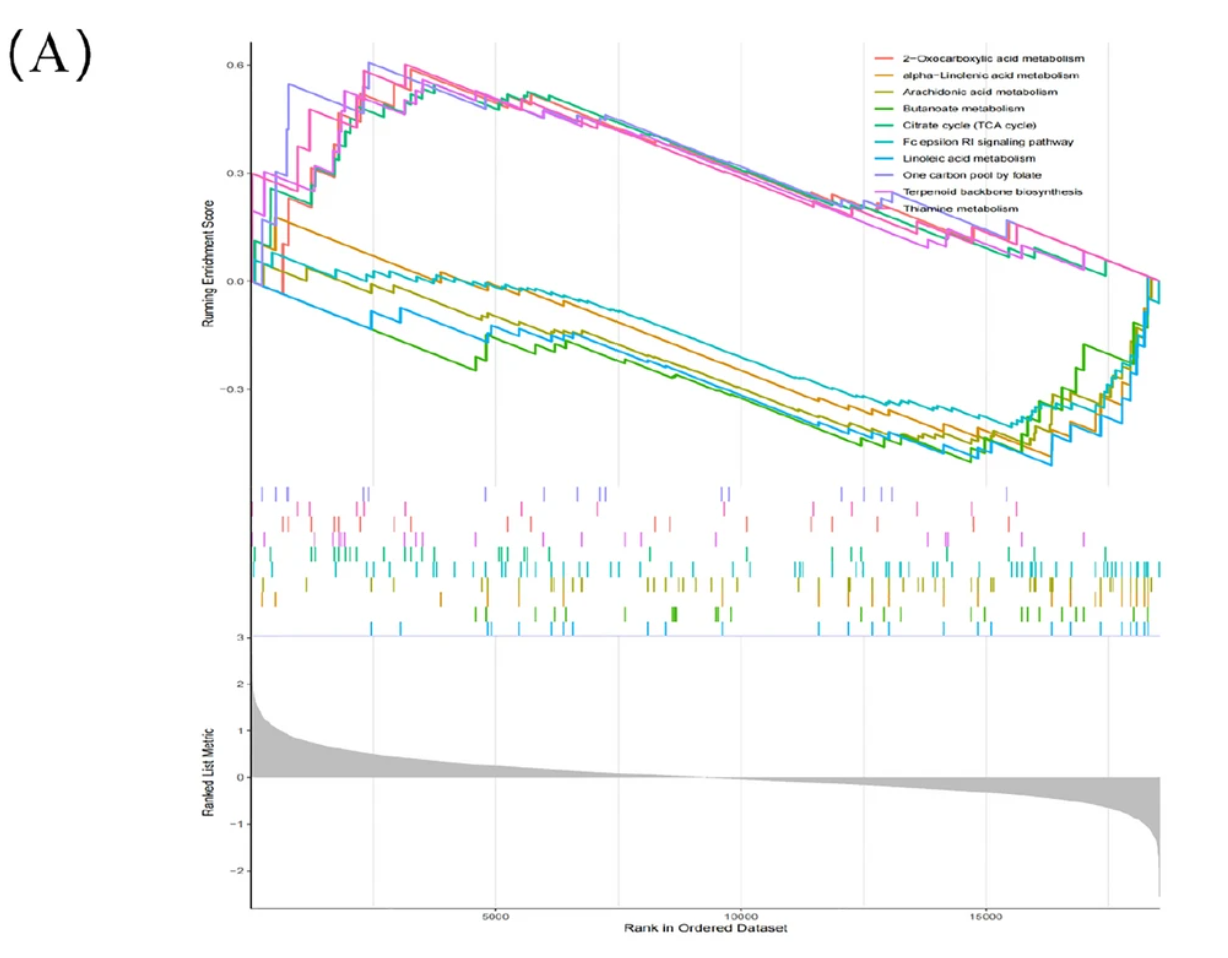 (A)
0.6
0.3
0.0
−0.3
Running Enrichment Score
2−Oxocarboxylic acid metabolism
alpha−Linolenic acid metabolism
Arachidonic acid metabolism
Butanoate metabolism
Citrate cycle (TCA cycle)
Fc epsilon RI signaling pathway
Linoleic acid metabolism
One carbon pool by folate
Terpenoid backbone biosynthesis
Thiamine metabolism
3
2
1
0
−1
−2
Ranked List Metric
5000
10000
15000
Rank in Ordered Dataset